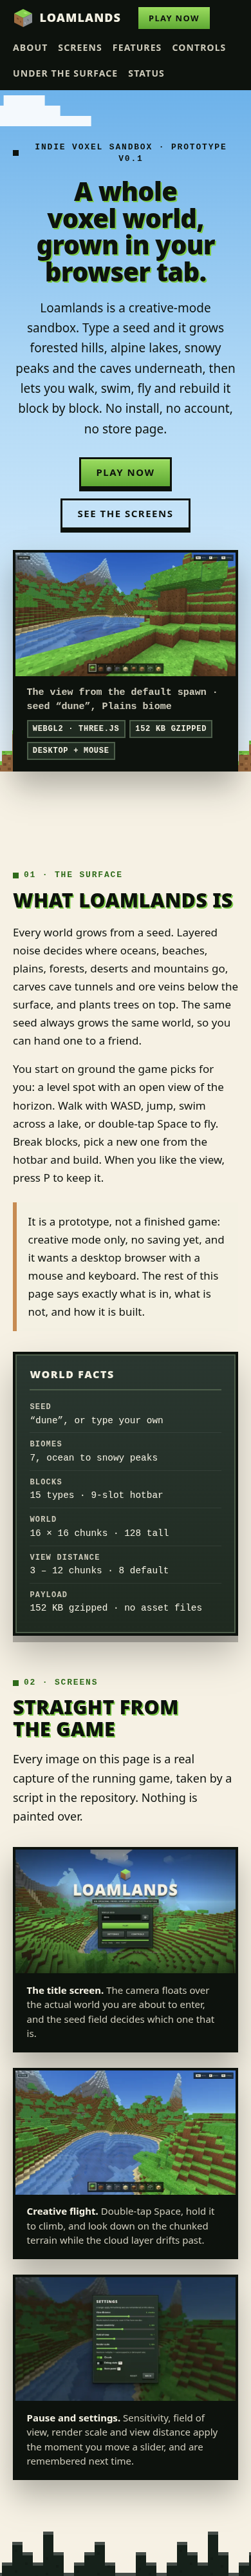 LOAMLANDS
PLAY NOW
ABOUT SCREENS FEATURES CONTROLS
UNDER THE SURFACE STATUS
INDIE VOXEL SANDBOX · PROTOTYPE
V0.1
A whole
voxel world,
grown in your
browser tab.
Loamlands is a creative-mode
sandbox. Type a seed and it grows
forested hills, alpine lakes, snowy
peaks and the caves underneath, then
lets you walk, swim, fly and rebuild it
block by block. No install, no account,
no store page.
PLAY NOW
SEE THE SCREENS
The view from the default spawn ·
seed “dune”, Plains biome
WEBGL2 · THREE.JS
152 KB GZIPPED
DESKTOP + MOUSE
01 · THE SURFACE
WHAT LOAMLANDS IS
Every world grows from a seed. Layered
noise decides where oceans, beaches,
plains, forests, deserts and mountains go,
carves cave tunnels and ore veins below the
surface, and plants trees on top. The same
seed always grows the same world, so you
can hand one to a friend.
You start on ground the game picks for
you: a level spot with an open view of the
horizon. Walk with WASD, jump, swim
across a lake, or double-tap Space to fly.
Break blocks, pick a new one from the
hotbar and build. When you like the view,
press P to keep it.
It is a prototype, not a finished game:
creative mode only, no saving yet, and
it wants a desktop browser with a
mouse and keyboard. The rest of this
page says exactly what is in, what is
not, and how it is built.
WORLD FACTS
SEED
“dune”, or type your own
BIOMES
7, ocean to snowy peaks
BLOCKS
15 types · 9-slot hotbar
WORLD
16 × 16 chunks · 128 tall
VIEW DISTANCE
3 – 12 chunks · 8 default
PAYLOAD
152 KB gzipped · no asset files
02 · SCREENS
STRAIGHT FROM
THE GAME
Every image on this page is a real
capture of the running game, taken by a
script in the repository. Nothing is
painted over.
LOAMLANDS
The title screen. The camera floats over
the actual world you are about to enter,
and the seed field decides which one that
is.
Creative flight. Double-tap Space, hold it
to climb, and look down on the chunked
terrain while the cloud layer drifts past.
SETTINGS
Pause and settings. Sensitivity, field of
view, render scale and view distance apply
the moment you move a slider, and are
remembered next time.